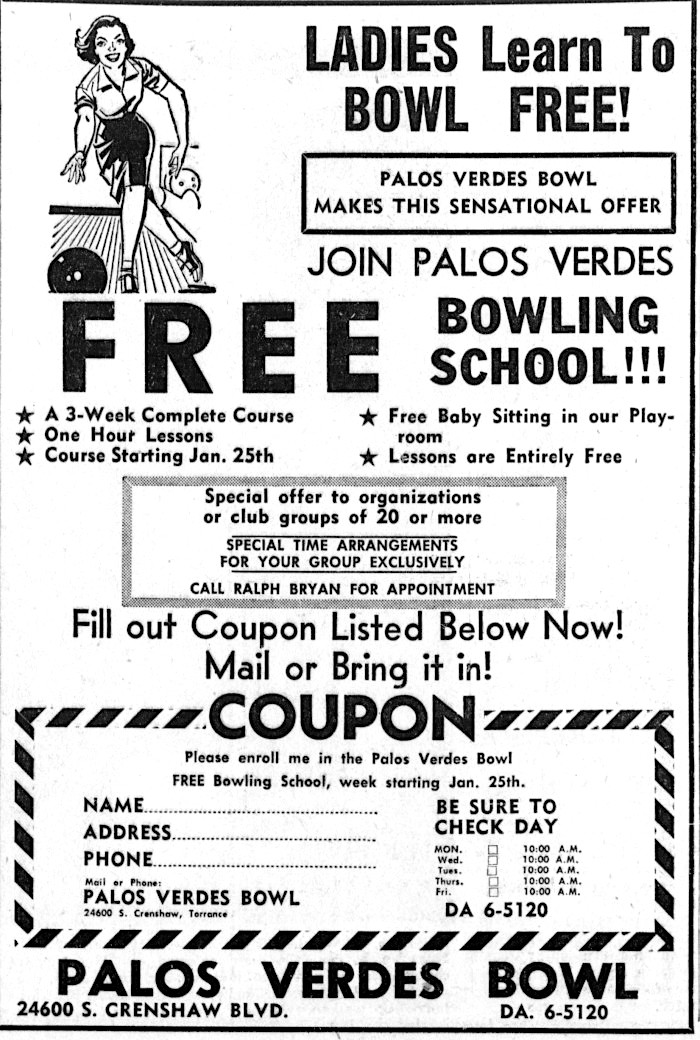 LADIES Learn To
BOWL FREE!
PALOS VERDES BOWL
MAKES THIS SENSATIONAL OFFER
JOIN PALOS VERDES
FREE
BOWLING
SCHOOL!!!
★ A 3-Week Complete Course
★ One Hour Lessons
★ Course Starting Jan. 25th
★ Free Baby Sitting in our Play-
room
★ Lessons are Entirely Free
Special offer to organizations
or club groups of 20 or more
SPECIAL TIME ARRANGEMENTS
FOR YOUR GROUP EXCLUSIVELY
CALL RALPH BRYAN FOR APPOINTMENT
Fill out Coupon Listed Below Now!
Mail or Bring it in!
COUPON
Please enroll me in the Palos Verdes Bowl
FREE Bowling School, week starting Jan. 25th.
NAME
ADDRESS
PHONE
Mail or Phone:
PALOS VERDES BOWL
24600 S. Crenshaw, Torrance
BE SURE TO
CHECK DAY
MON. □ 10:00 A.M.
Wed. □ 10:00 A.M.
Tues. □ 10:00 A.M.
Thurs. □ 10:00 A.M.
Fri. □ 10:00 A.M.
DA 6-5120
PALOS VERDES BOWL
24600 S. CRENSHAW BLVD. DA. 6-5120